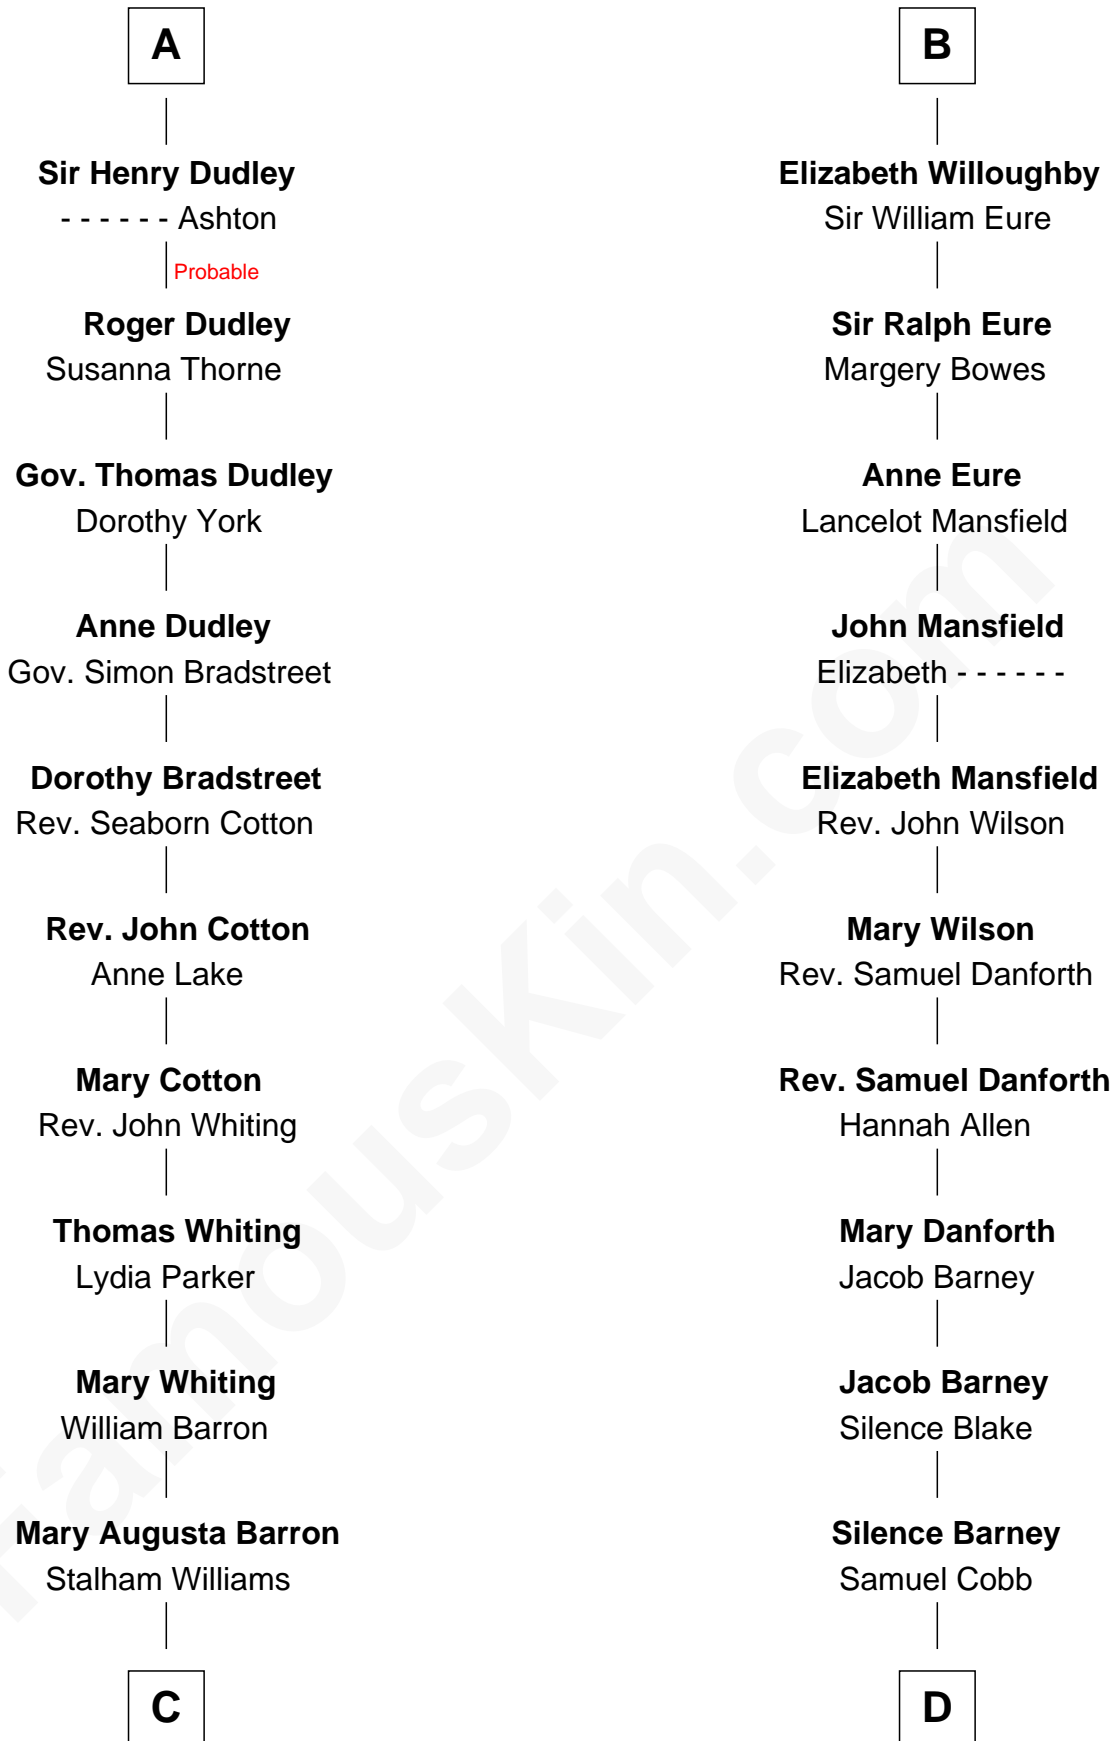 A
Sir Henry Dudley
- - - - - - Ashton
Probable
Roger Dudley
Susanna Thorne
Gov. Thomas Dudley
Dorothy York
Anne Dudley
Gov. Simon Bradstreet
Dorothy Bradstreet
Rev. Seaborn Cotton
Rev. John Cotton
Anne Lake
Mary Cotton
Rev. John Whiting
Thomas Whiting
Lydia Parker
Mary Whiting
William Barron
Mary Augusta Barron
Stalham Williams
C
B
Elizabeth Willoughby
Sir William Eure
Sir Ralph Eure
Margery Bowes
Anne Eure
Lancelot Mansfield
John Mansfield
Elizabeth - - - - - -
Elizabeth Mansfield
Rev. John Wilson
Mary Wilson
Rev. Samuel Danforth
Rev. Samuel Danforth
Hannah Allen
Mary Danforth
Jacob Barney
Jacob Barney
Silence Blake
Silence Barney
Samuel Cobb
D
FamousKin.com